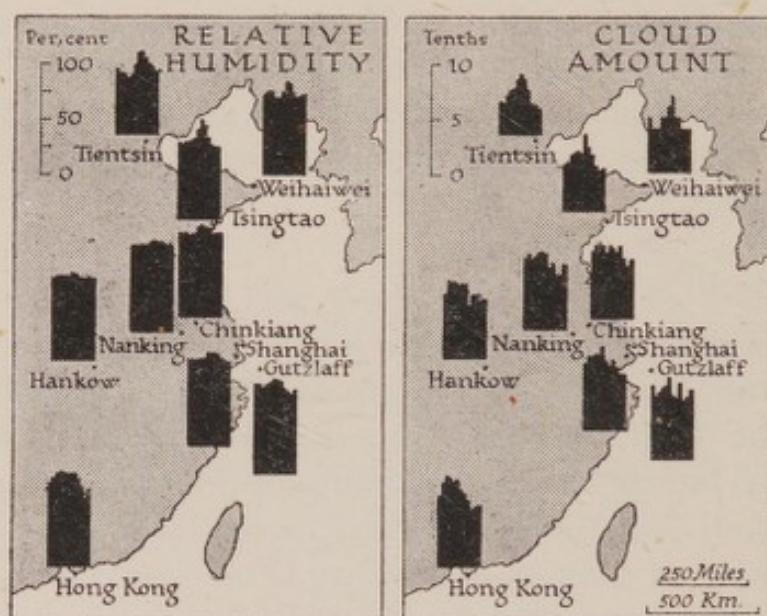 Per,cent
RELATIVE
HUMIDITY
100
50
0
Tientsin
Weihaiwei
Tsingtao
Chinkiang
Nanking
Shanghai
Gutzlaff
Hankow
Hong Kong
Tenths
CLOUD
AMOUNT
10
5
0
Tientsin
Weihaiwei
Tsingtao
Chinkiang
Nanking
Shanghai
Gutzlaff
Hankow
Hong Kong
250 Miles
500 Km.